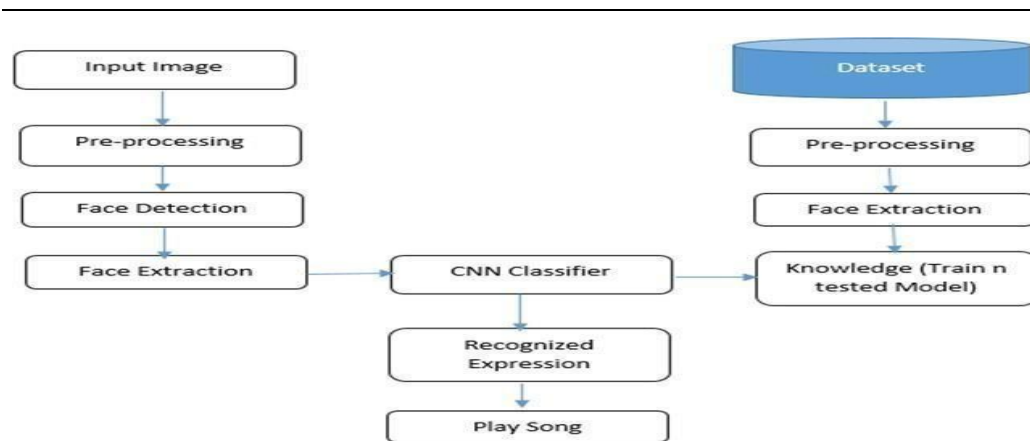 Input Image
Pre-processing
Face Detection
Face Extraction
CNN Classifier
Recognized
Expression
Play Song
Dataset
Pre-processing
Face Extraction
Knowledge (Train n
tested Model)